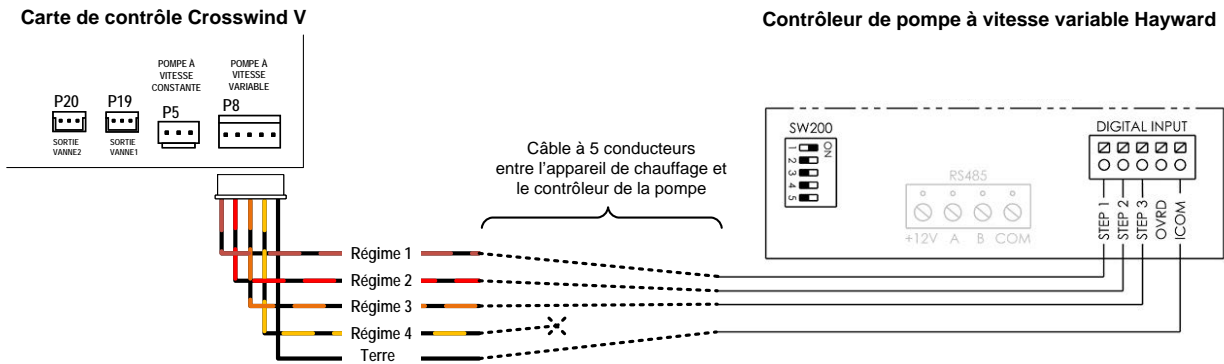 Carte de contrôle Crosswind V
Contrôleur de pompe à vitesse variable Hayward
POMPE À
VITESSE
CONSTANTE
POMPE À
VITESSE
VARIABLE
P20
P19
P5
P8
SORTIE
VANNE2
SORTIE
VANNE1
Câble à 5 conducteurs
entre l'appareil de chauffage et
le contrôleur de la pompe
SW200
ON
1
2
3
4
5
RS485
+12V A B COM
DIGITAL INPUT
STEP 1
STEP 2
STEP 3
OVRD
ICOM
Régime 1
Régime 2
Régime 3
Régime 4
Terre